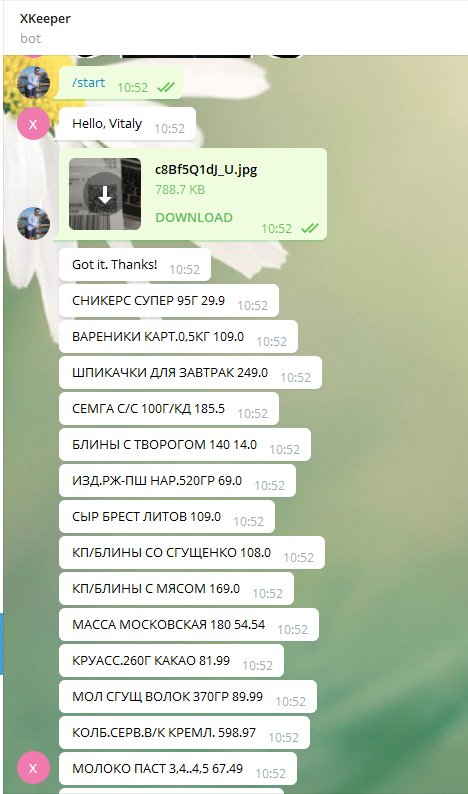 XKeeper
bot
/start 10:52
X
Hello, Vitaly 10:52
c8Bf5Q1dJ_U.jpg
788.7 KB
DOWNLOAD
10:52
Got it. Thanks! 10:52
СНИКЕРС СУПЕР 95Г 29.9 10:52
ВАРЕНИКИ КАРТ.0,5КГ 109.0 10:52
ШПИКАЧКИ ДЛЯ ЗАВТРАК 249.0 10:52
СЕМГА С/С 100Г/КД 185.5 10:52
БЛИНЫ С ТВОРОГОМ 140 14.0 10:52
ИЗД.РЖ-ПШ НАР.520ГР 69.0 10:52
СЫР БРЕСТ ЛИТОВ 109.0 10:52
КП/БЛИНЫ СО СГУЩЕНКО 108.0 10:52
КП/БЛИНЫ С МЯСОМ 169.0 10:52
МАССА МОСКОВСКАЯ 180 54.54 10:52
КРУАСС.260Г КАКАО 81.99 10:52
МОЛ СГУЩ ВОЛОК 370ГР 89.99 10:52
КОЛБ.СЕРВ.В/К КРЕМЛ. 598.97 10:52
X
МОЛОКО ПАСТ 3,4..4,5 67.49 10:52